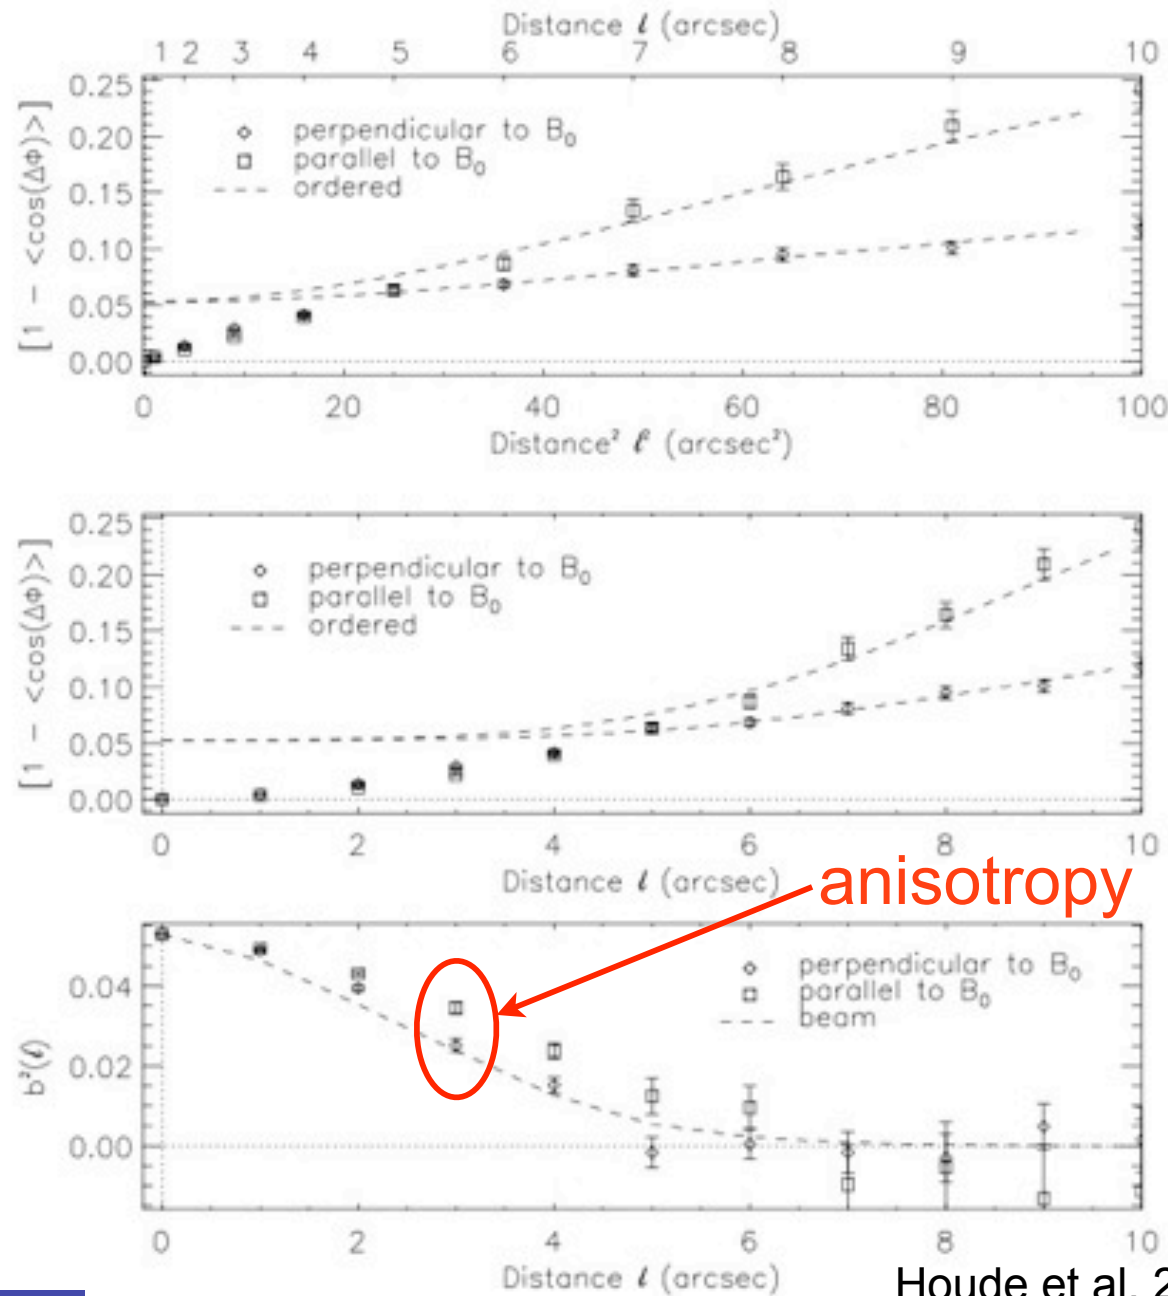 Distance ℓ (arcsec)
1 2 3 4 5 6 7 8 9 10
[1 − <cos(ΔΦ)>]
0.25
0.20
0.15
0.10
0.05
0.00
perpendicular to B₀
parallel to B₀
ordered
0 20 40 60 80 100
Distance² ℓ² (arcsec²)
[1 − <cos(ΔΦ)>]
0.25
0.20
0.15
0.10
0.05
0.00
perpendicular to B₀
parallel to B₀
ordered
0 2 4 6 8 10
Distance ℓ (arcsec)
anisotropy
b²(ℓ)
0.04
0.02
0.00
perpendicular to B₀
parallel to B₀
beam
0 2 4 6 8 10
Distance ℓ (arcsec)
Houde et al. 2